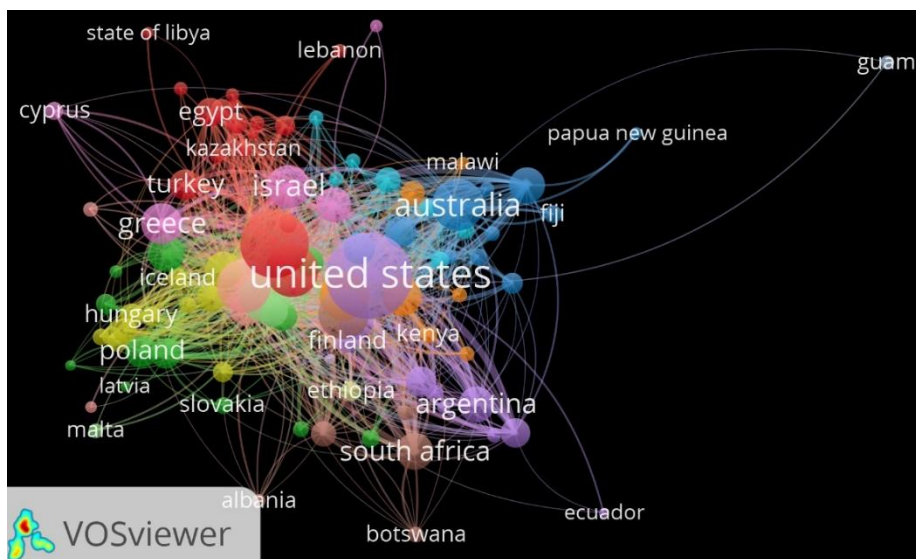 state of libya
lebanon
guam
cyprus
egypt
papua new guinea
kazakhstan
malawi
turkey
israel
australia
fiji
greece
united states
iceland
hungary
finland
kenya
poland
latvia
ethiopia
slovakia
argentina
malta
south africa
albania
ecuador
botswana
VOSviewer